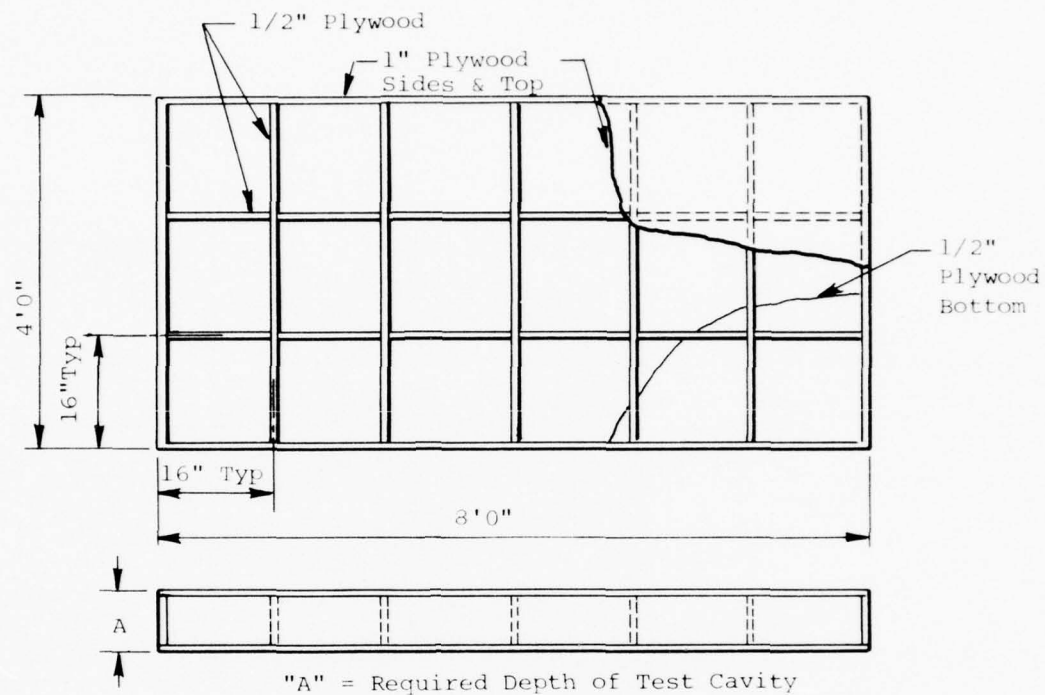 1/2" Plywood
1" Plywood
Sides & Top
1/2"
Plywood
Bottom
4'0"
16"Typ
16" Typ
8'0"
A
"A" = Required Depth of Test Cavity